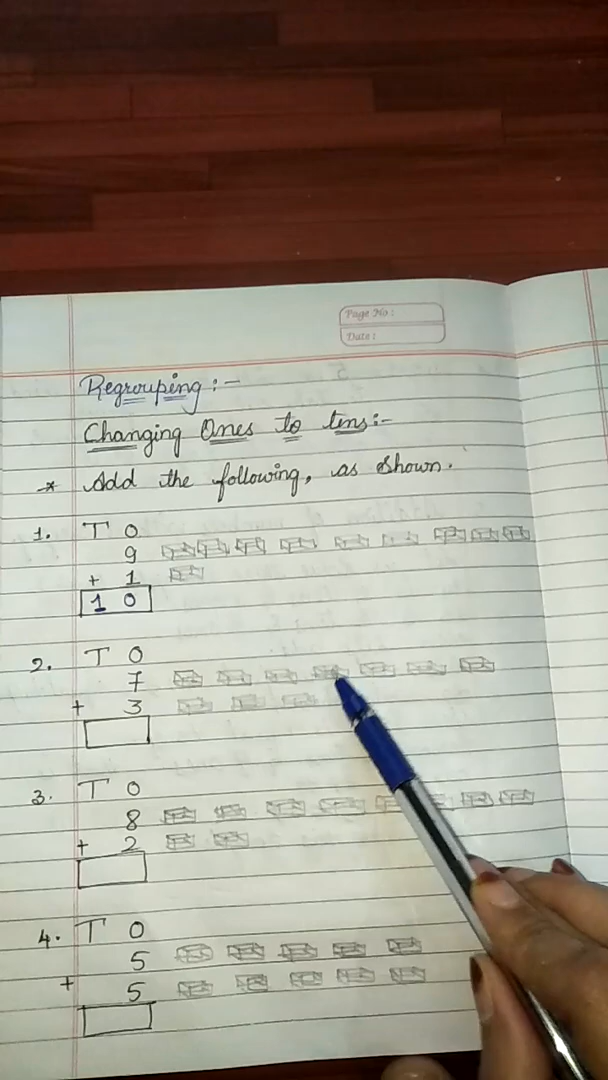 Page No :
Date :
Regrouping :-
Changing Ones to tens :-
* Add the following, as shown.
1. T O
9
+ 1
1 0
2. T O
7
+ 3
3. T O
8
+ 2
4. T O
5
+ 5